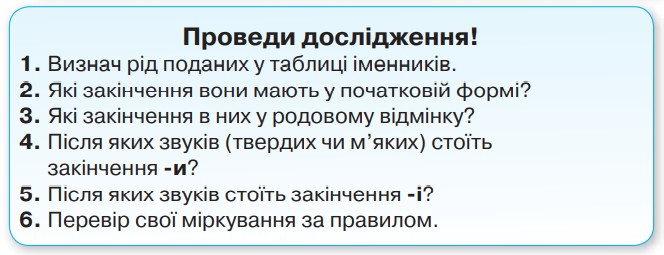 Проведи дослідження!
1. Визнач рід поданих у таблиці іменників.
2. Які закінчення вони мають у початковій формі?
3. Які закінчення в них у родовому відмінку?
4. Після яких звуків (твердих чи м’яких) стоїть
закінчення -и?
5. Після яких звуків стоїть закінчення -і?
6. Перевір свої міркування за правилом.